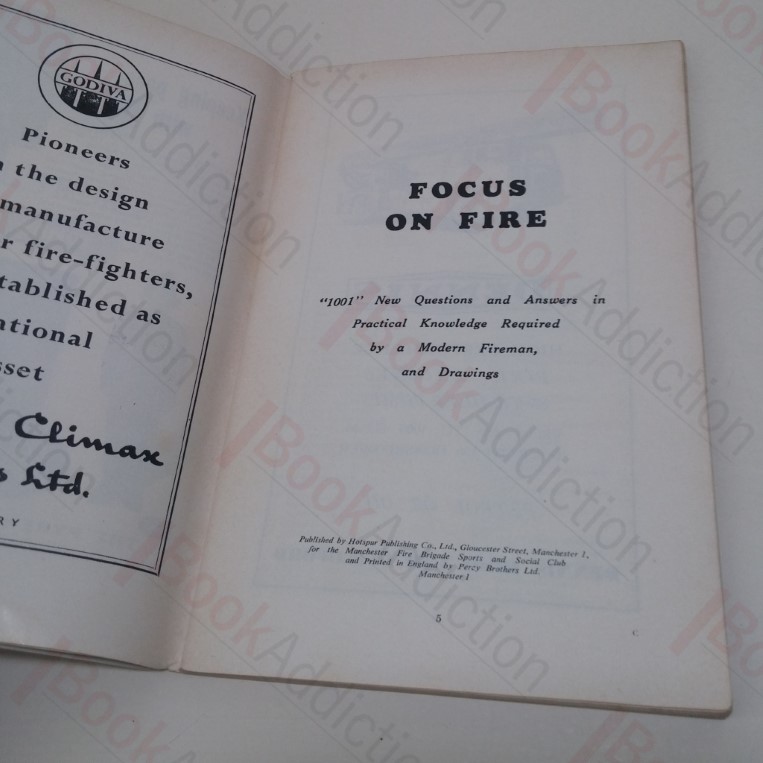 GODIVA
Pioneers
the design
manufacture
r fire-fighters,
tablished as
ational
sset
Climax
s Ltd.
RY
FOCUS
ON FIRE
"1001" New Questions and Answers in
Practical Knowledge Required
by a Modern Fireman,
and Drawings
Published by Hotspur Publishing Co., Ltd., Gloucester Street, Manchester 1,
for the Manchester Fire Brigade Sports and Social Club
and Printed in England by Percy Brothers Ltd.
Manchester 1
5
C
BookAddiction